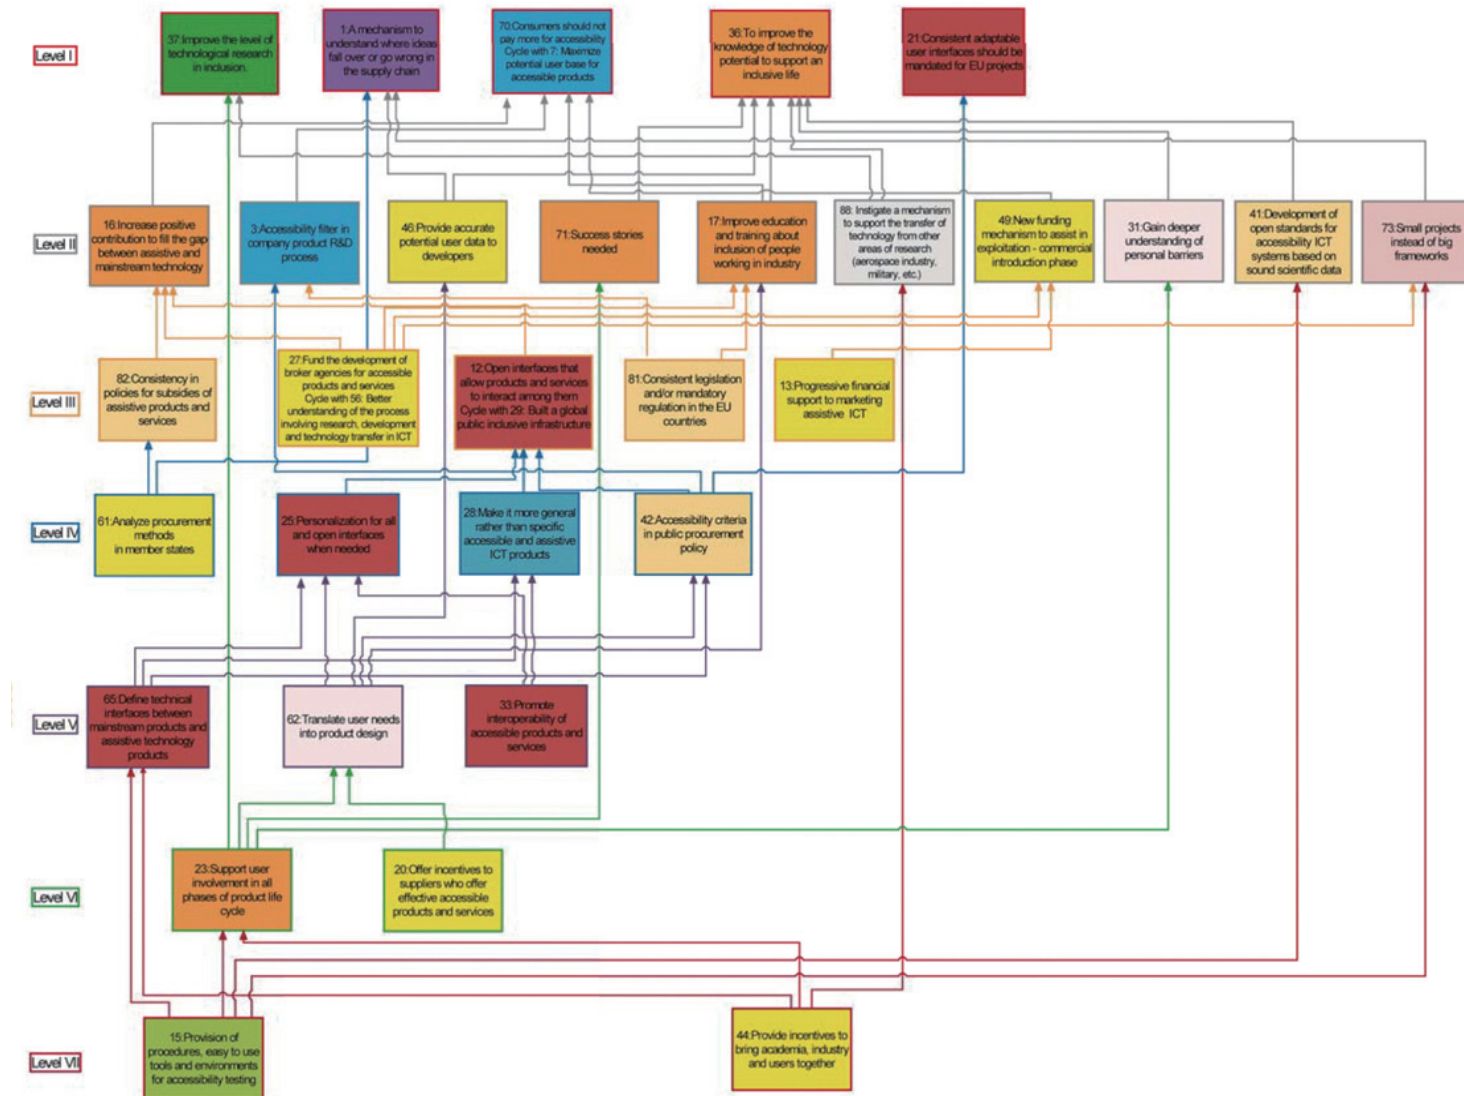 Level I
37:Improve the level of
technological research
in inclusion.
1:A mechanism to
understand where ideas
fall over or go wrong in
the supply chain
70:Consumers should not
pay more for accessibility
Cycle with 7: Maximize
potential user base for
accessible products
36:To improve the
knowledge of technology
potential to support an
inclusive life
21:Consistent adaptable
user interfaces should be
mandated for EU projects
Level II
16:Increase positive
contribution to fill the gap
between assistive and
mainstream technology
3:Accessibility filter in
company product R&D
process
46:Provide accurate
potential user data to
developers
71:Success stories
needed
17:Improve education
and training about
inclusion of people
working in industry
88: Instigate a mechanism
to support the transfer of
technology from other
areas of research
(aerospace industry,
military, etc.)
49:New funding
mechanism to assist in
exploitation - commercial
introduction phase
31:Gain deeper
understanding of
personal barriers
41:Development of
open standards for
accessibility ICT
systems based on
sound scientific data
73:Small projects
instead of big
frameworks
Level III
82:Consistency in
policies for subsidies of
assistive products and
services
27:Fund the development of
broker agencies for accessible
products and services
Cycle with 56: Better
understanding of the process
involving research, development
and technology transfer in ICT
12:Open interfaces that
allow products and services
to interact among them
Cycle with 29: Built a global
public inclusive infrastructure
81:Consistent legislation
and/or mandatory
regulation in the EU
countries
13:Progressive financial
support to marketing
assistive ICT
Level IV
61:Analyze procurement
methods
in member states
25:Personalization for all
and open interfaces
when needed
28:Make it more general
rather than specific
accessible and assistive
ICT products
42:Accessibility criteria
in public procurement
policy
Level V
65:Define technical
interfaces between
mainstream products and
assistive technology
products
62:Translate user needs
into product design
33:Promote
interoperability of
accessible products and
services
Level VI
23:Support user
involvement in all
phases of product life
cycle
20:Offer incentives to
suppliers who offer
effective accessible
products and services
Level VII
15:Provision of
procedures, easy to use
tools and environments
for accessibility testing
44:Provide incentives to
bring academia, industry
and users together